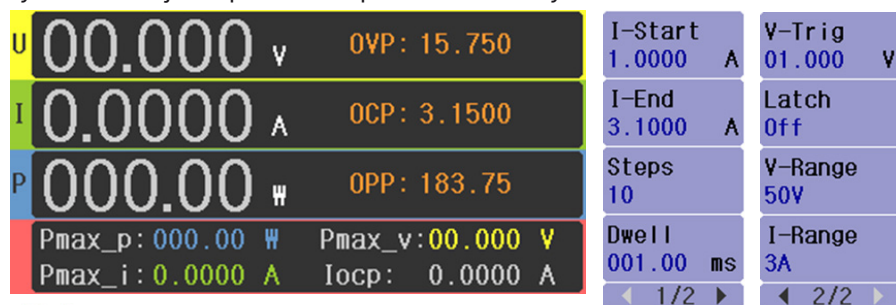 U 00.000 V OVP: 15.750
I 0.0000 A OCP: 3.1500
P 000.00 W OPP: 183.75
Pmax_p: 000.00 W Pmax_v: 00.000 V
Pmax_i: 0.0000 A Iocp: 0.0000 A
I-Start
1.0000 A
I-End
3.1000 A
Steps
10
Dwell
001.00 ms
1/2
V-Trig
01.000 V
Latch
Off
V-Range
50V
I-Range
3A
2/2